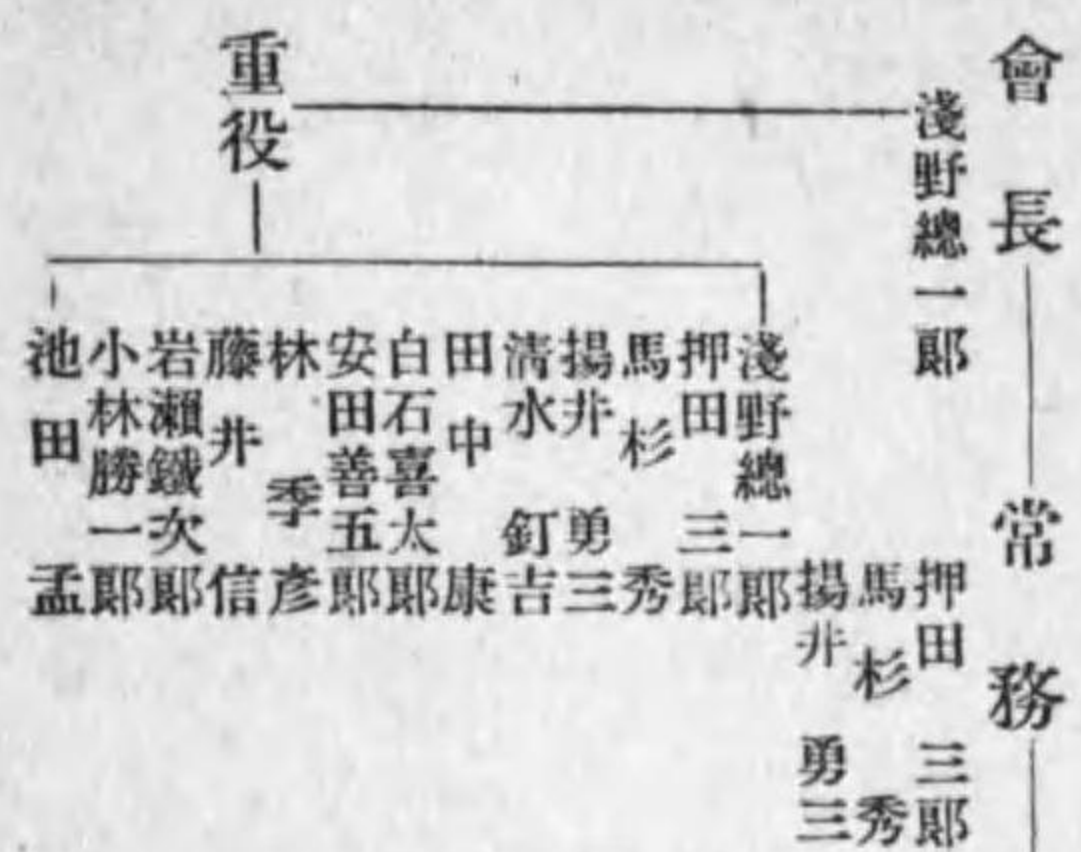 會長
常務
淺野總一郎
押田三郎
馬杉秀
揚井勇三
重役
淺野總一郎
押田三郎
馬杉秀
揚井勇三
清水釘吉
田中康
白石喜太郎
安田善五郎
林季彦
藤井信
岩瀬鐵次郎
小林勝一郎
池田孟